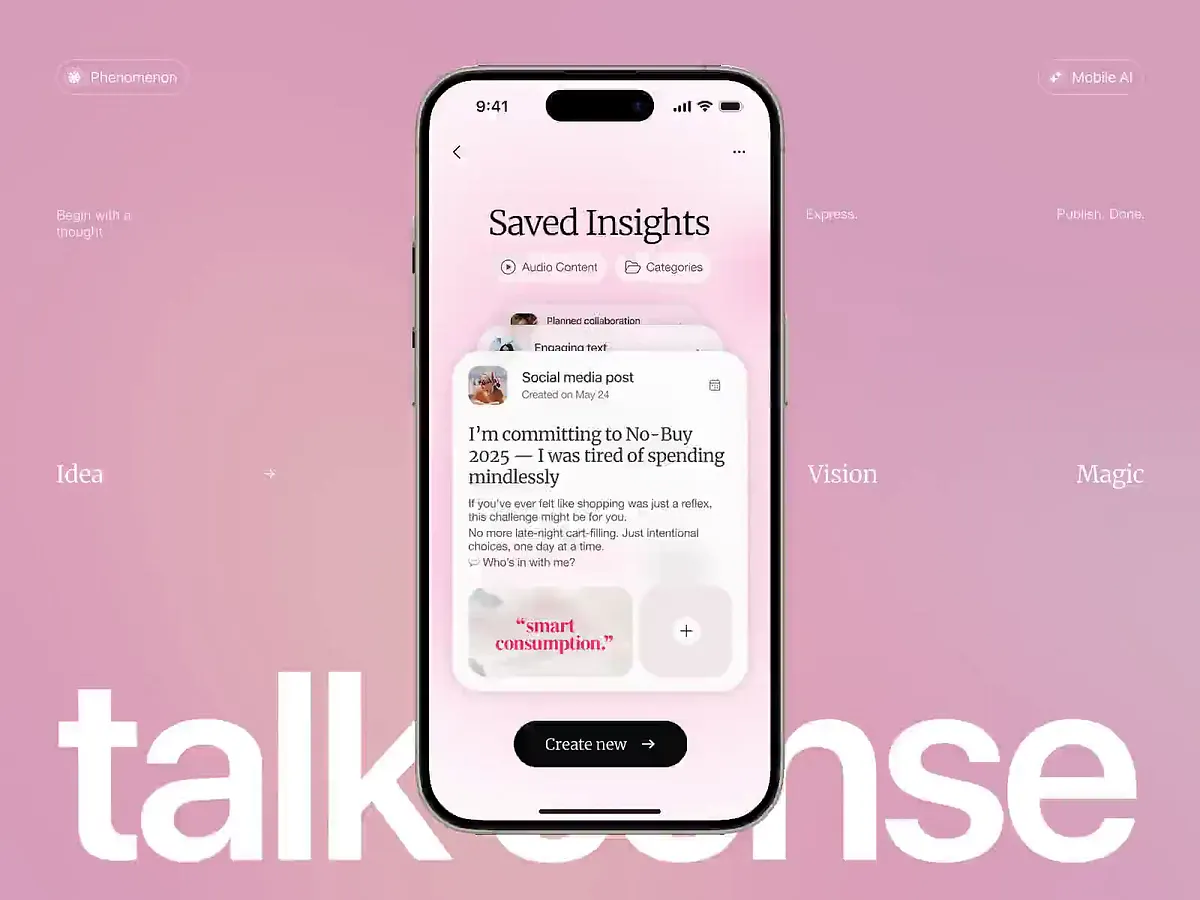 Phenomenon
Mobile AI
Begin with a
thought
Express.
Publish. Done.
Idea
→
Vision
Magic
9:41
Saved Insights
Audio Content
Categories
Planned collaboration
Engaging text
Social media post
Created on May 24
I’m committing to No-Buy
2025 — I was tired of spending
mindlessly
If you’ve ever felt like shopping was just a reflex,
this challenge might be for you.
No more late-night cart-filling. Just intentional
choices, one day at a time.
💬 Who’s in with me?
“smart
consumption.”
Create new →
talk sense